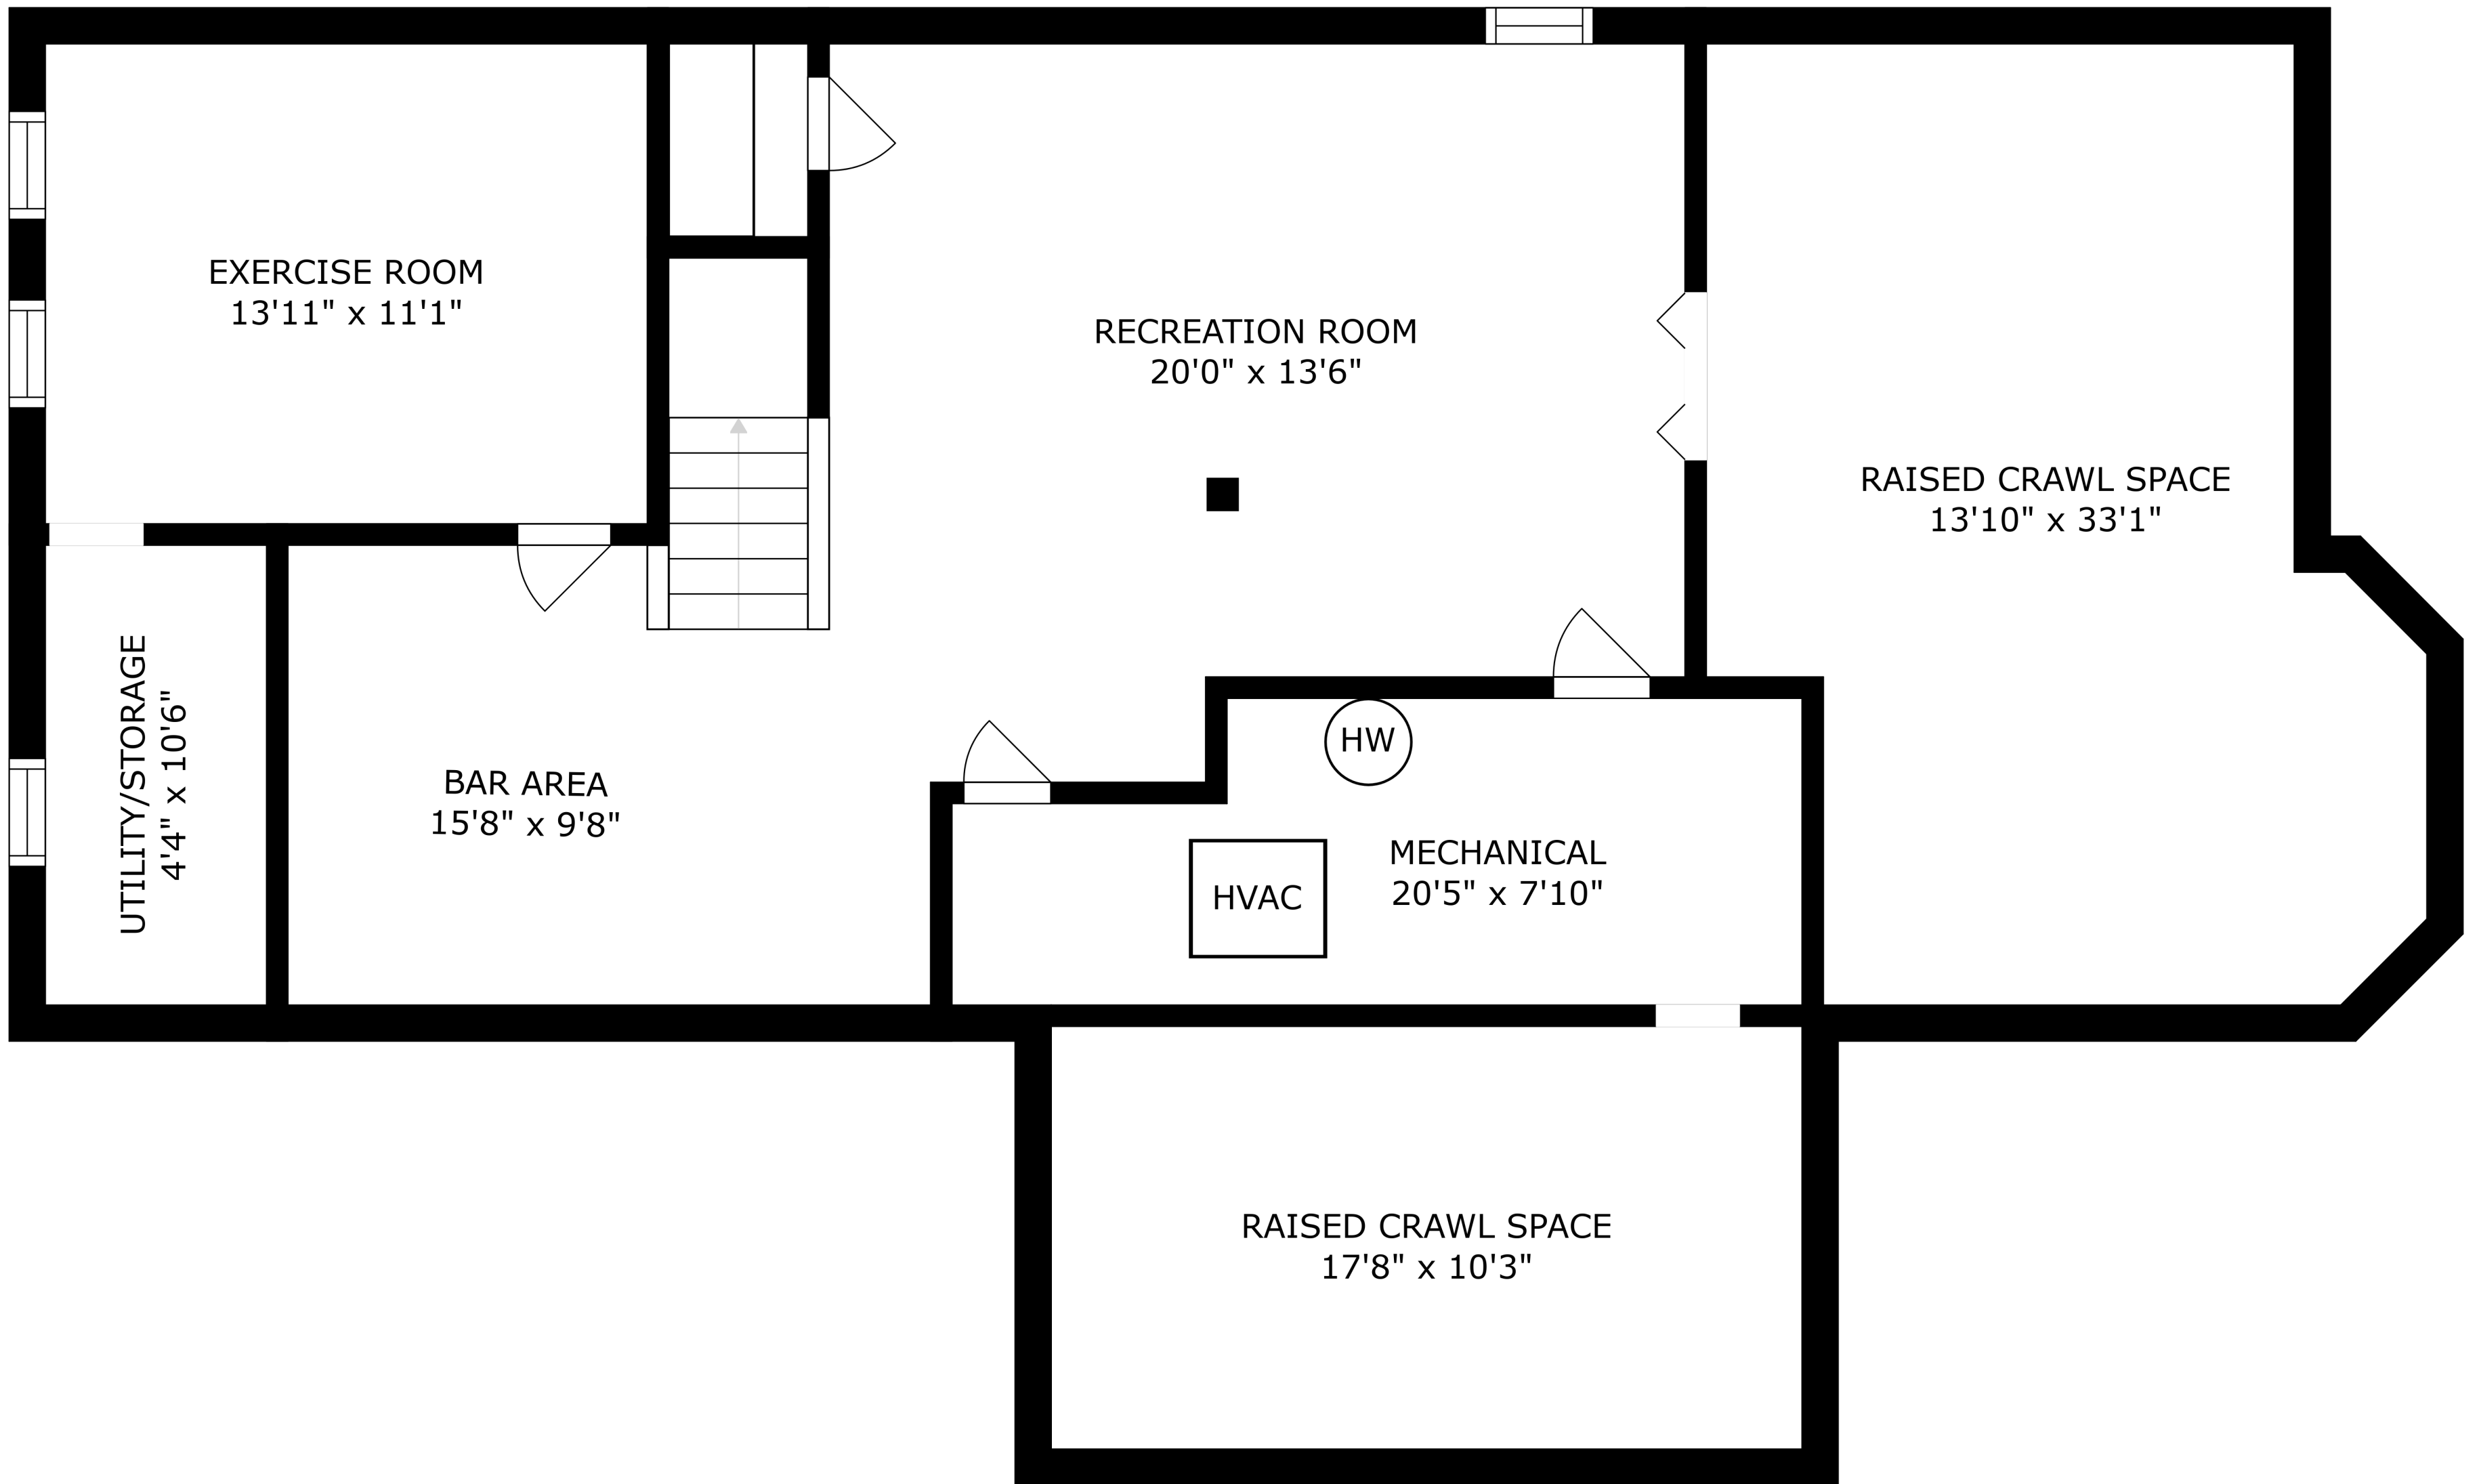 EXERCISE ROOM
13'11" x 11'1"
RECREATION ROOM
20'0" x 13'6"
RAISED CRAWL SPACE
13'10" x 33'1"
UTILITY/STORAGE
4'4" x 10'6"
BAR AREA
15'8" x 9'8"
HW
HVAC
MECHANICAL
20'5" x 7'10"
RAISED CRAWL SPACE
17'8" x 10'3"